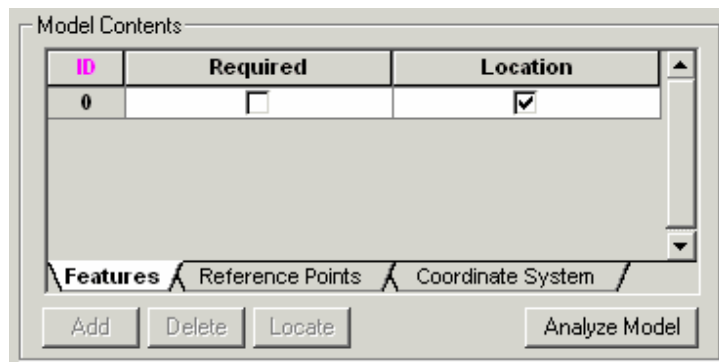 Model Contents
ID Required Location
0
Features Reference Points Coordinate System
Add Delete Locate Analyze Model